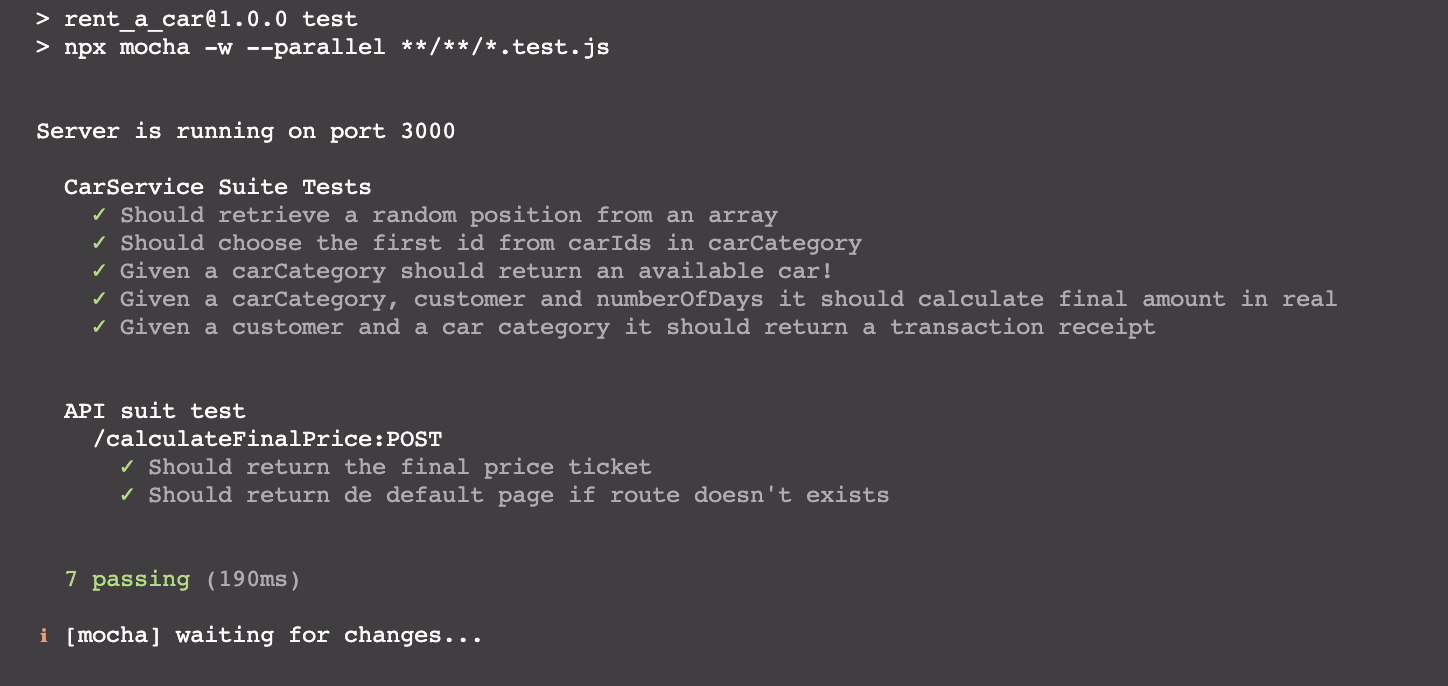 > rent_a_car@1.0.0 test
> npx mocha -w --parallel **/**/*.test.js
Server is running on port 3000
CarService Suite Tests
✓ Should retrieve a random position from an array
✓ Should choose the first id from carIds in carCategory
✓ Given a carCategory should return an available car!
✓ Given a carCategory, customer and numberOfDays it should calculate final amount in real
✓ Given a customer and a car category it should return a transaction receipt
API suit test
/calculateFinalPrice:POST
✓ Should return the final price ticket
✓ Should return de default page if route doesn't exists
7 passing (190ms)
ℹ [mocha] waiting for changes...